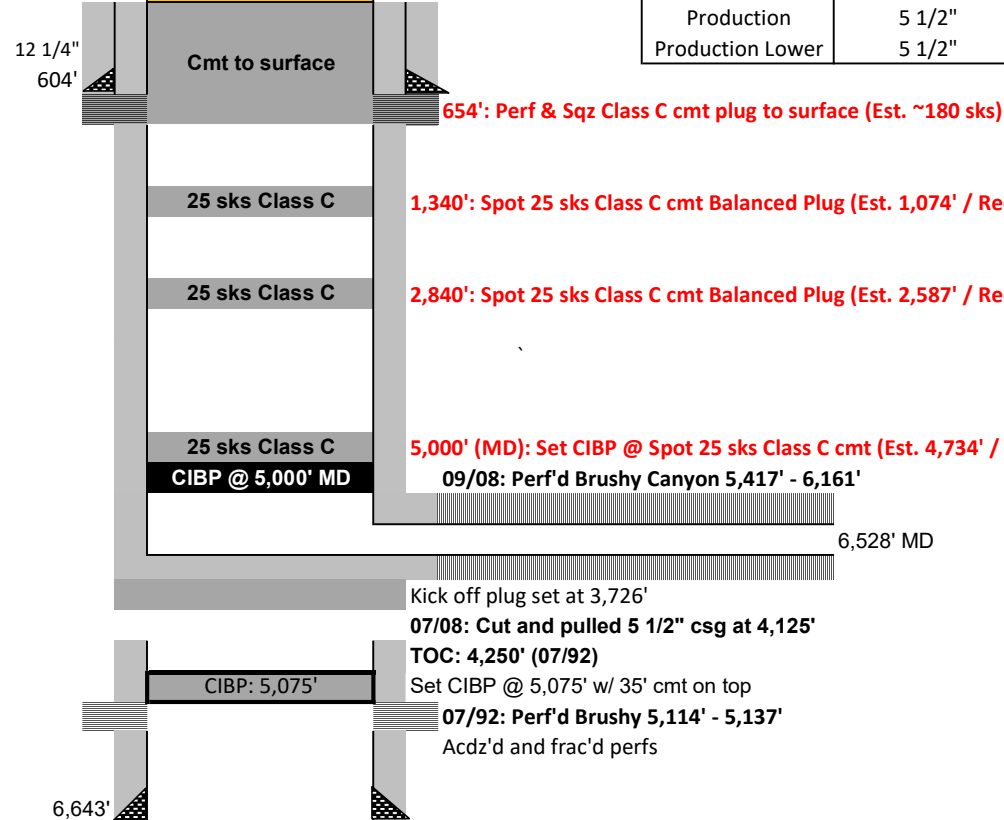 Production 5 1/2"
Production Lower 5 1/2"
12 1/4"
604'
Cmt to surface
654': Perf & Sqz Class C cmt plug to surface (Est. ~180 sks)
25 sks Class C
1,340': Spot 25 sks Class C cmt Balanced Plug (Est. 1,074' / Re
25 sks Class C
2,840': Spot 25 sks Class C cmt Balanced Plug (Est. 2,587' / Re
`
25 sks Class C
5,000' (MD): Set CIBP @ Spot 25 sks Class C cmt (Est. 4,734' /
CIBP @ 5,000' MD
09/08: Perf'd Brushy Canyon 5,417' - 6,161'
6,528' MD
Kick off plug set at 3,726'
07/08: Cut and pulled 5 1/2" csg at 4,125'
TOC: 4,250' (07/92)
CIBP: 5,075'
Set CIBP @ 5,075' w/ 35' cmt on top
07/92: Perf'd Brushy 5,114' - 5,137'
Acdz'd and frac'd perfs
6,643'